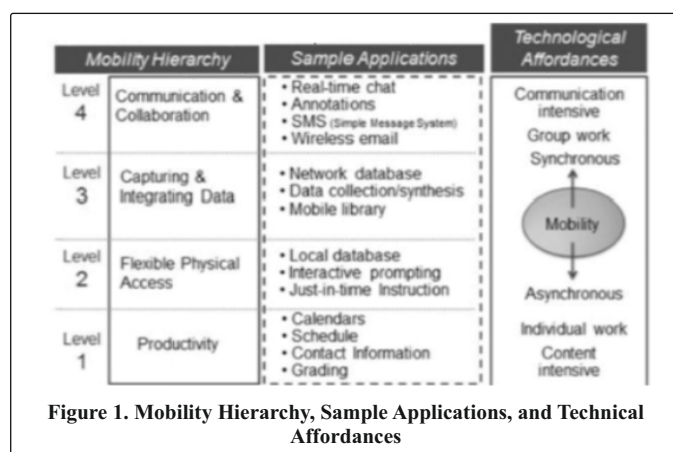 Mobility Hierarchy
Sample Applications
Technological
Affordances
Level
4
Communication &
Collaboration
• Real-time chat
• Annotations
• SMS (Simple Message System)
• Wireless email
Level
3
Capturing &
Integrating Data
• Network database
• Data collection/synthesis
• Mobile library
Level
2
Flexible Physical
Access
• Local database
• Interactive prompting
• Just-in-time Instruction
Level
1
Productivity
• Calendars
• Schedule
• Contact Information
• Grading
Communication
intensive
Group work
Synchronous
Mobility
Asynchronous
Individual work
Content
intensive
Figure 1. Mobility Hierarchy, Sample Applications, and Technical
Affordances